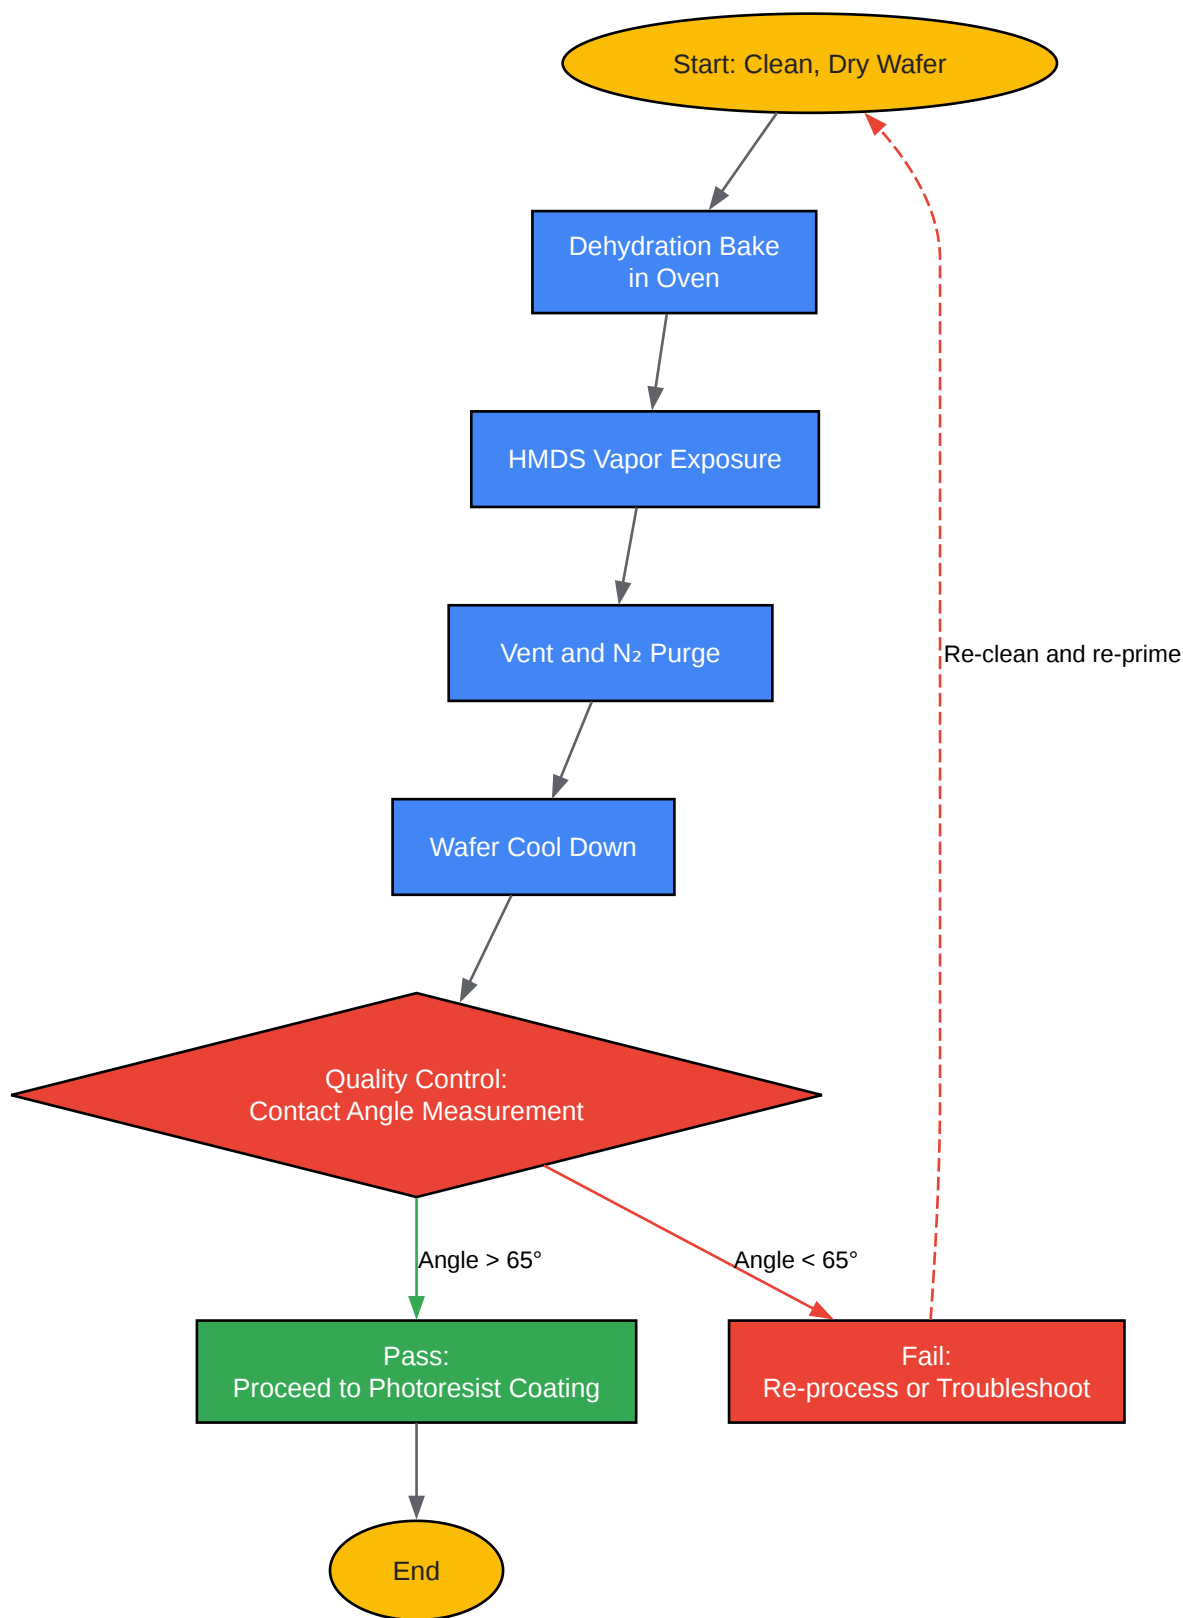 Start: Clean, Dry Wafer
Dehydration Bake
in Oven
HMDS Vapor Exposure
Vent and N₂ Purge
Re-clean and re-prime
Wafer Cool Down
Quality Control:
Contact Angle Measurement
Angle > 65°
Angle < 65°
Pass:
Proceed to Photoresist Coating
Fail:
Re-process or Troubleshoot
End